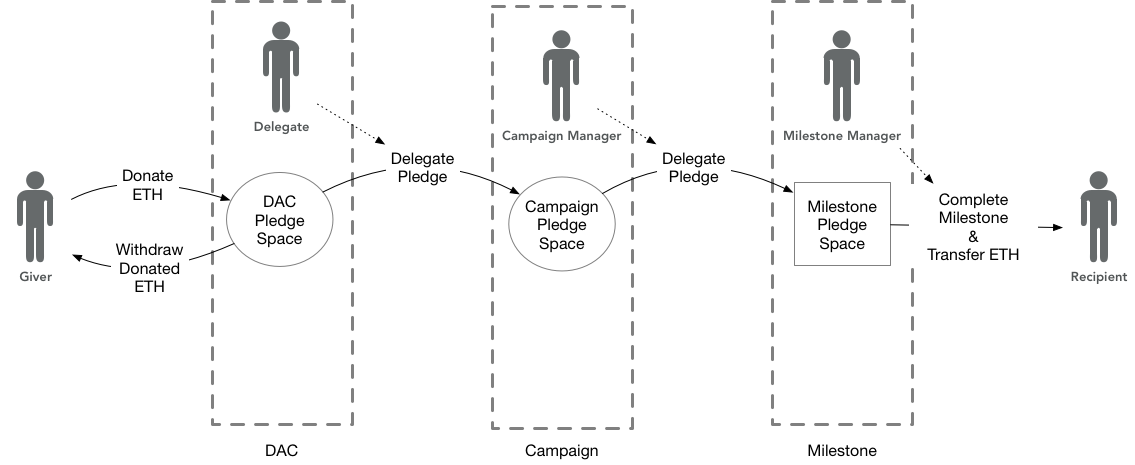 Delegate
Campaign Manager
Milestone Manager
Donate
ETH
Delegate
Pledge
Delegate
Pledge
DAC
Pledge
Space
Campaign
Pledge
Space
Milestone
Pledge
Space
Complete
Milestone
&
Transfer ETH
Withdraw
Donated
ETH
Giver
Recipient
DAC
Campaign
Milestone